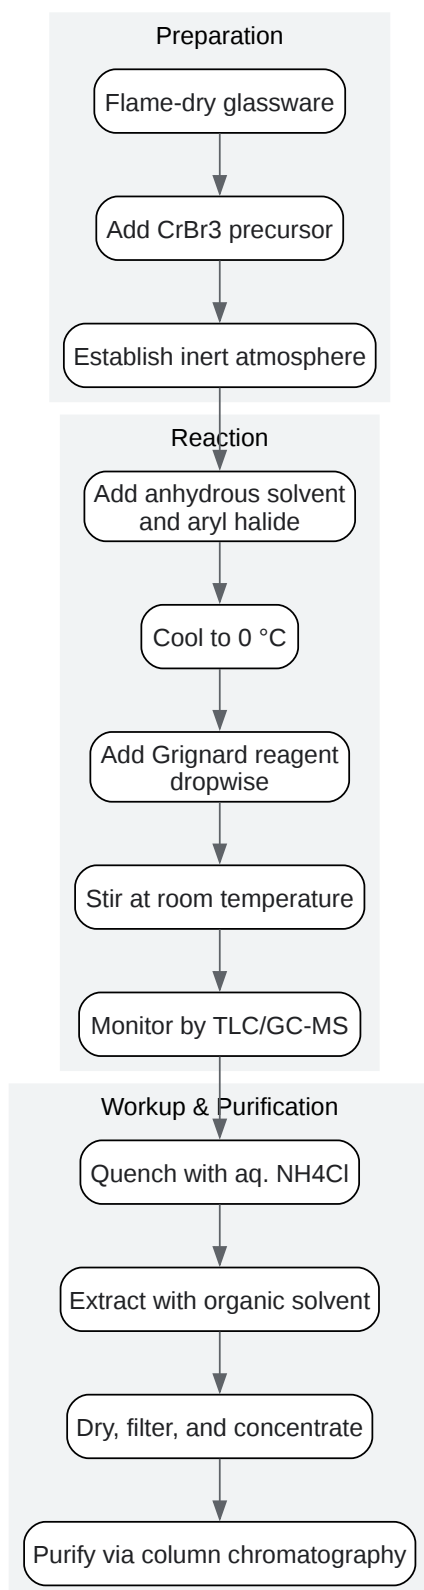 Preparation
Flame-dry glassware
Add CrBr3 precursor
Establish inert atmosphere
Reaction
Add anhydrous solvent
and aryl halide
Cool to 0 °C
Add Grignard reagent
dropwise
Stir at room temperature
Monitor by TLC/GC-MS
Workup & Purification
Quench with aq. NH4Cl
Extract with organic solvent
Dry, filter, and concentrate
Purify via column chromatography